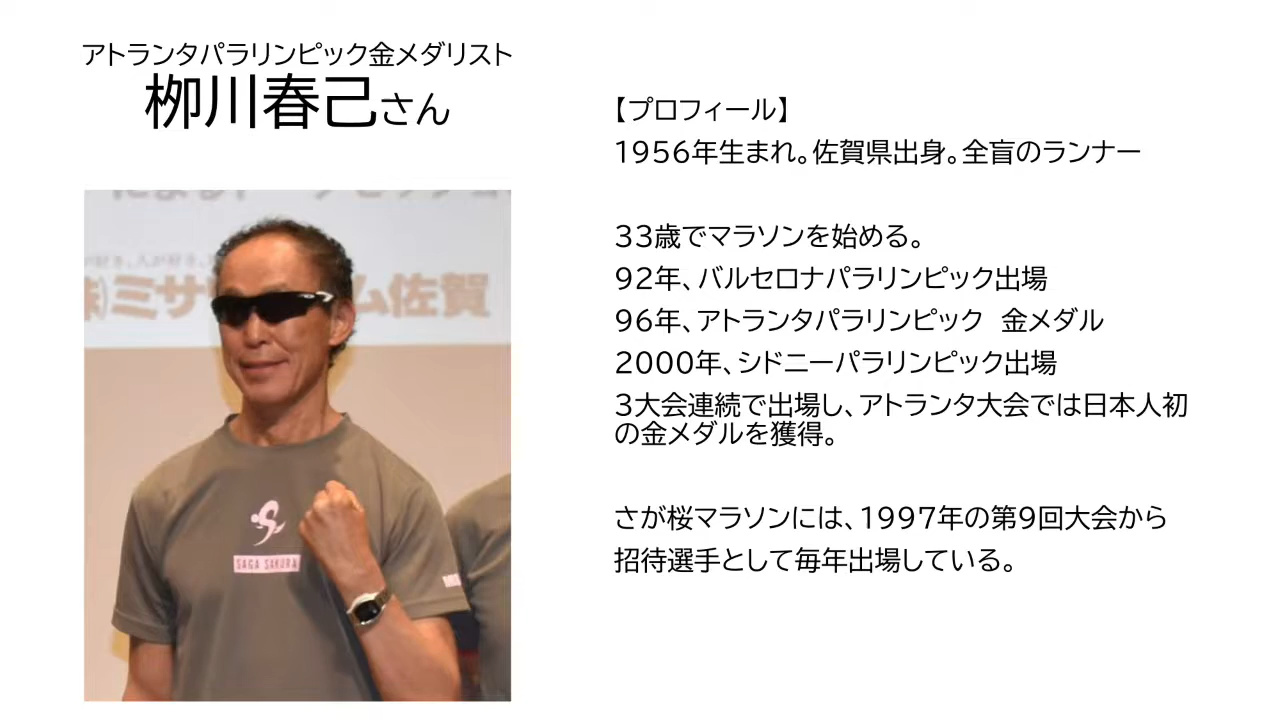 アトランタパラリンピック金メダリスト
栁川春己さん
【プロフィール】
1956年生まれ。佐賀県出身。全盲のランナー
33歳でマラソンを始める。
92年、バルセロナパラリンピック出場
96年、アトランタパラリンピック　金メダル
2000年、シドニーパラリンピック出場
3大会連続で出場し、アトランタ大会では日本人初
の金メダルを獲得。
さが桜マラソンには、1997年の第9回大会から
招待選手として毎年出場している。
ム佐賀
SAGA SAKURA